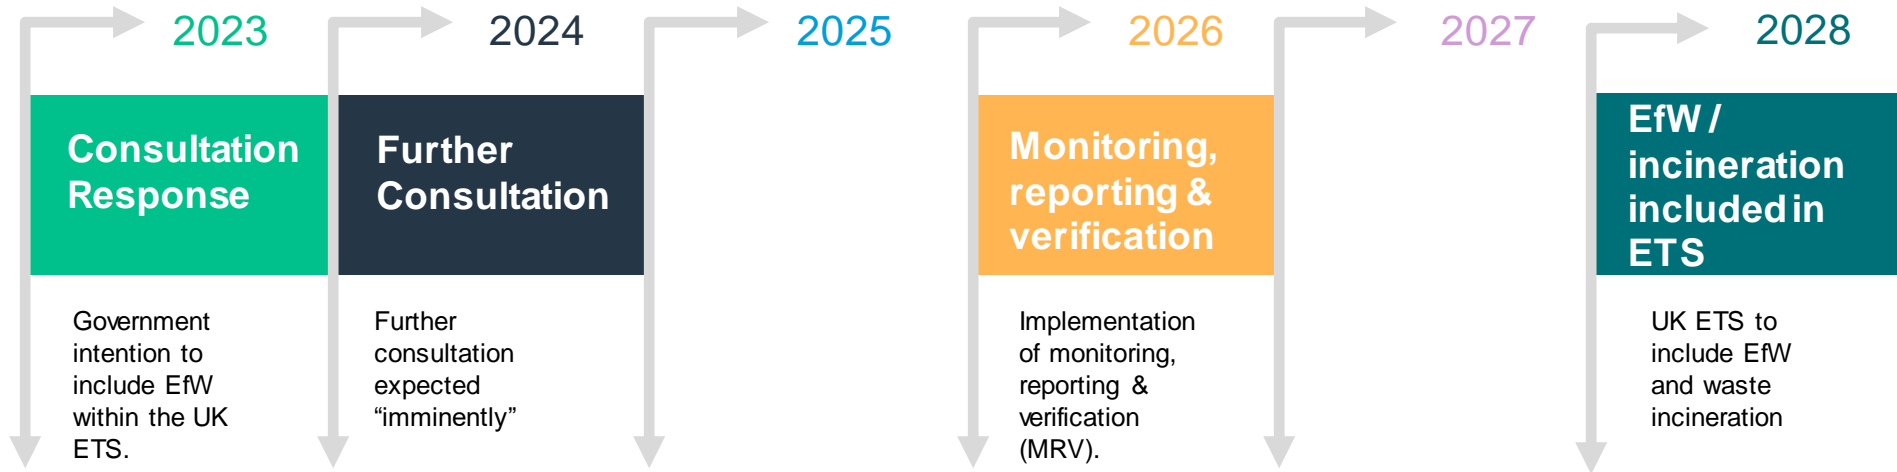 2023
2024
2025
2026
2027
2028
Consultation
Response
Further
Consultation
Monitoring,
reporting &
verification
EfW /
incineration
included in
ETS
Government
intention to
include EfW
within the UK
ETS.
Further
consultation
expected
“imminently”
Implementation
of monitoring,
reporting &
verification
(MRV).
UK ETS to
include EfW
and waste
incineration